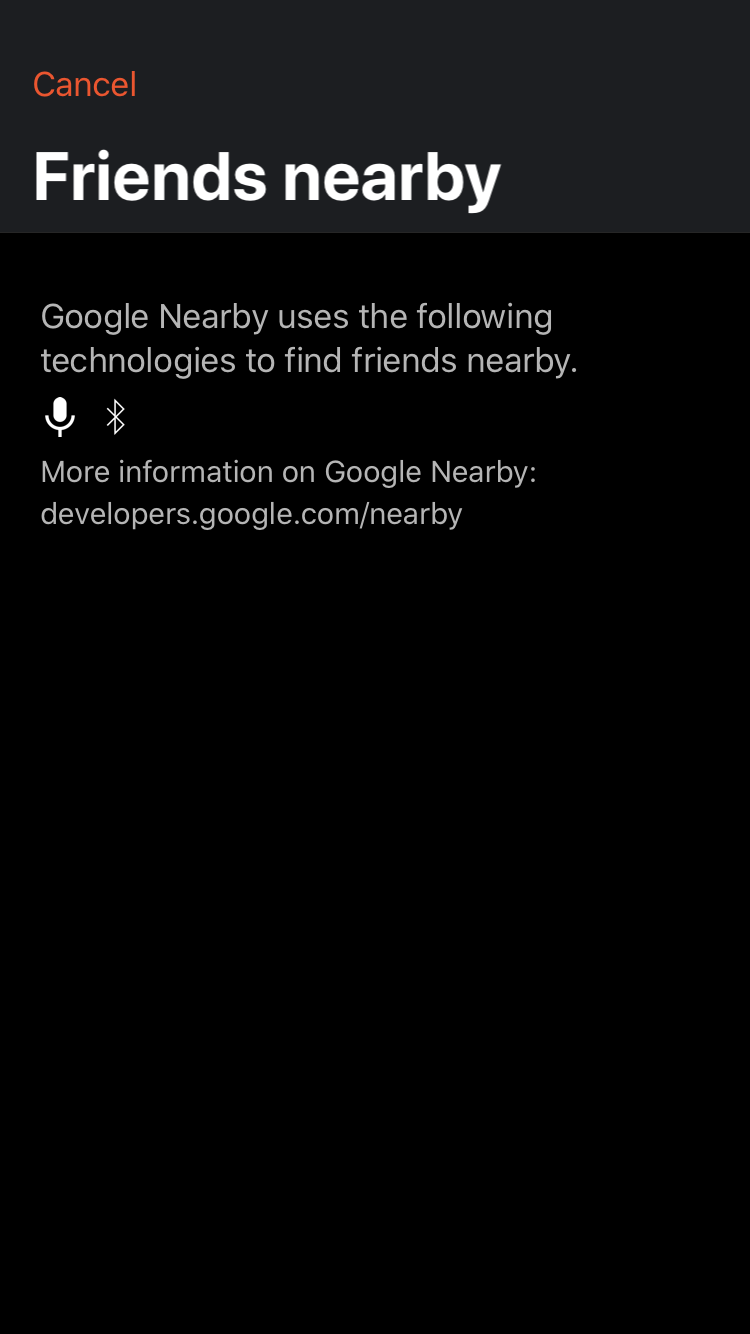 Cancel
Friends nearby
Google Nearby uses the following
technologies to find friends nearby.
More information on Google Nearby:
developers.google.com/nearby